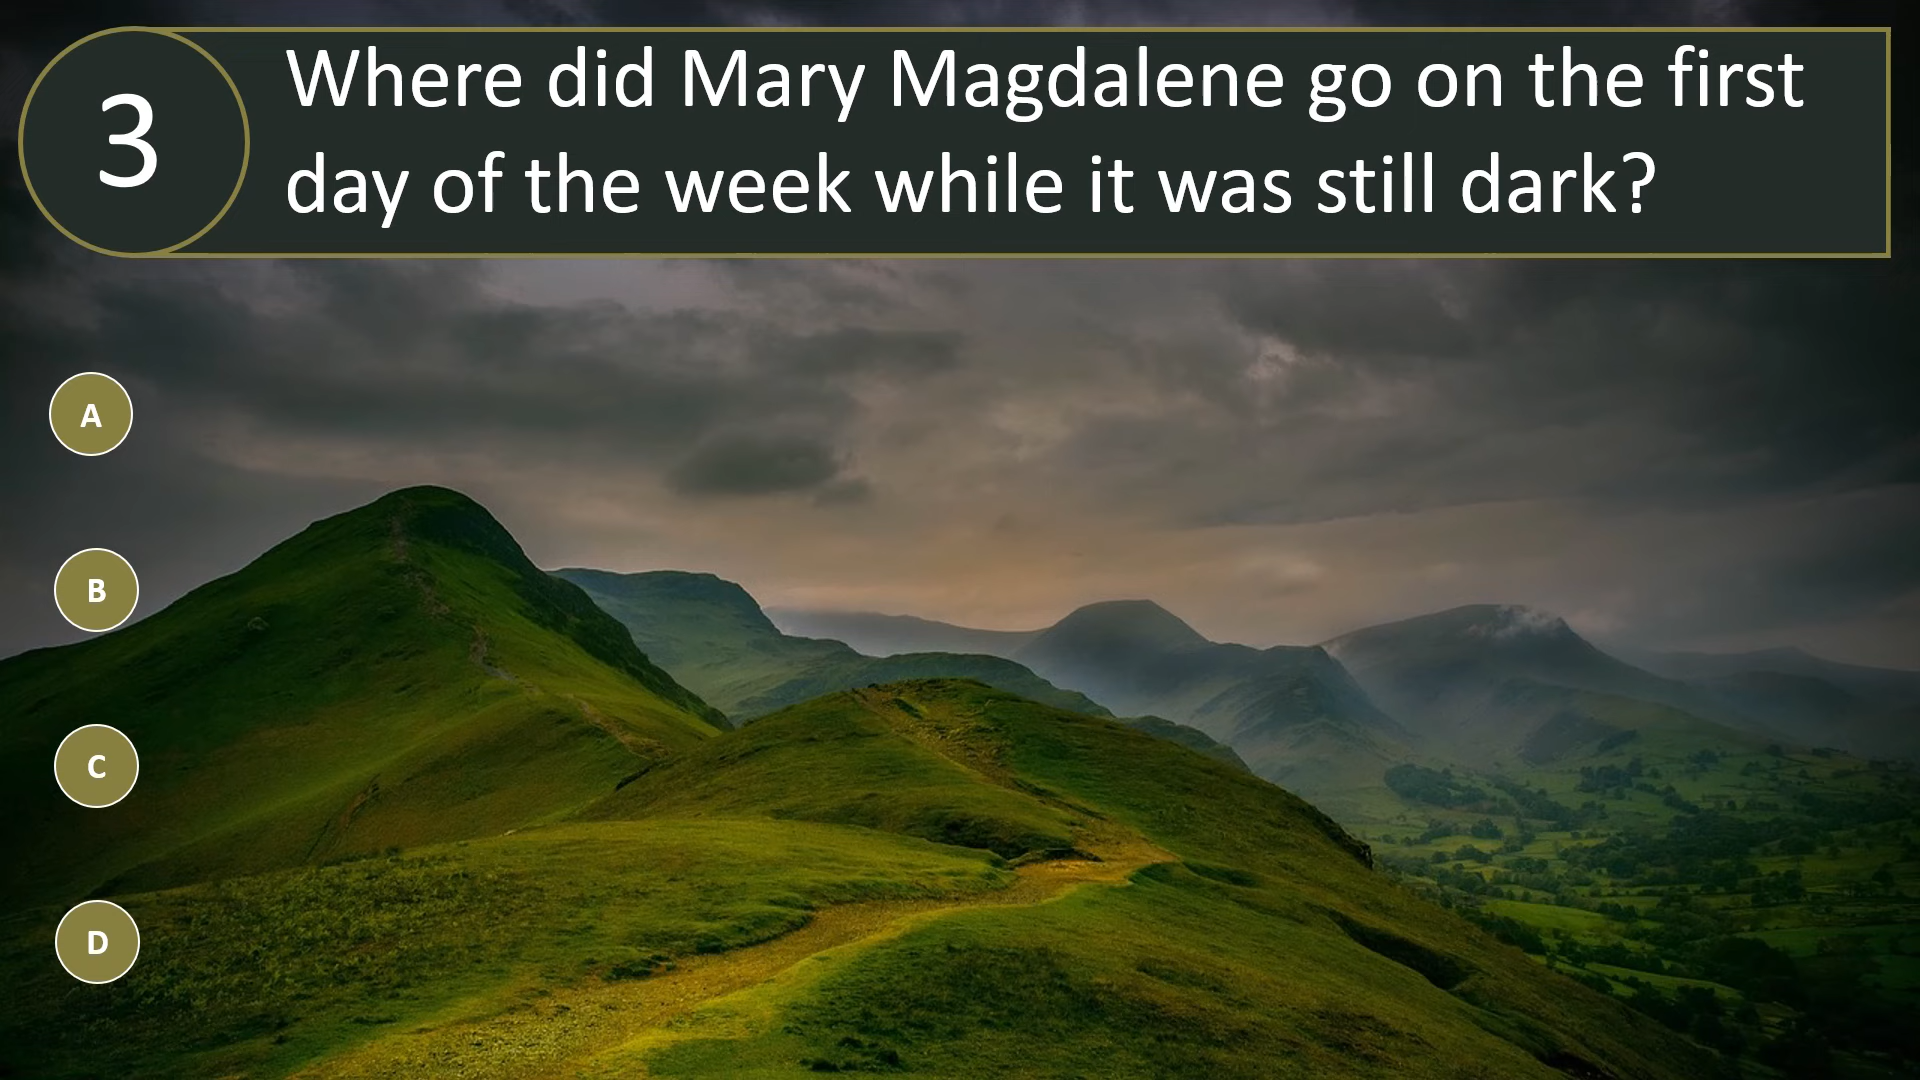 3
Where did Mary Magdalene go on the first
day of the week while it was still dark?
A
B
C
D